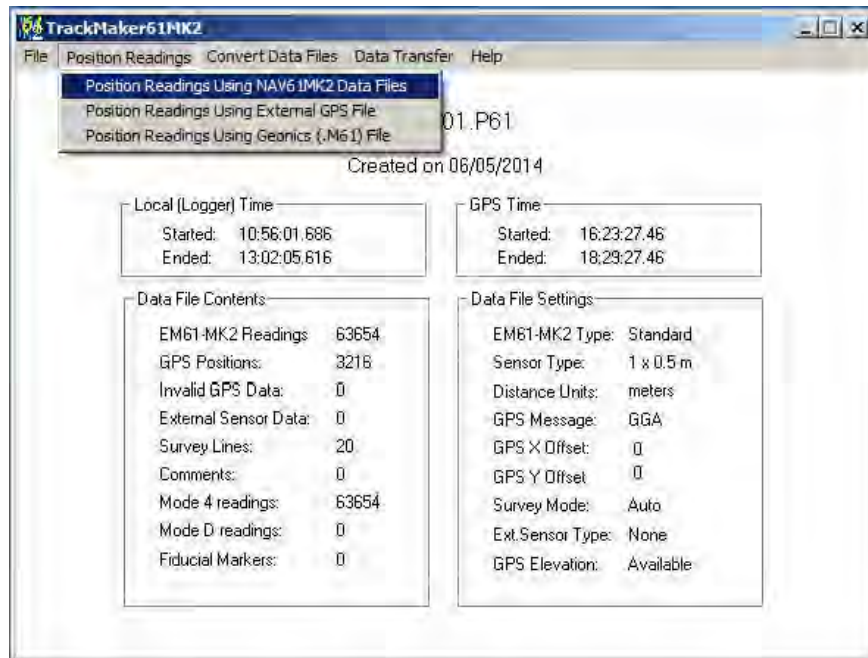 TrackMaker61MK2
File Position Readings Convert Data Files Data Transfer Help
Position Readings Using NAV61MK2 Data Files
Position Readings Using External GPS File
Position Readings Using Geonics (.M61) File
01.P61
Created on 06/05/2014
Local (Logger) Time
Started: 10:56:01.686
Ended: 13:02:05.616
GPS Time
Started: 16:23:27.46
Ended: 18:29:27.46
Data File Contents
EM61-MK2 Readings 63654
GPS Positions: 3216
Invalid GPS Data: 0
External Sensor Data: 0
Survey Lines: 20
Comments: 0
Mode 4 readings: 63654
Mode D readings: 0
Fiducial Markers: 0
Data File Settings
EM61-MK2 Type: Standard
Sensor Type: 1 x 0.5 m
Distance Units: meters
GPS Message: GGA
GPS X Offset: 0
GPS Y Offset 0
Survey Mode: Auto
Ext.Sensor Type: None
GPS Elevation: Available